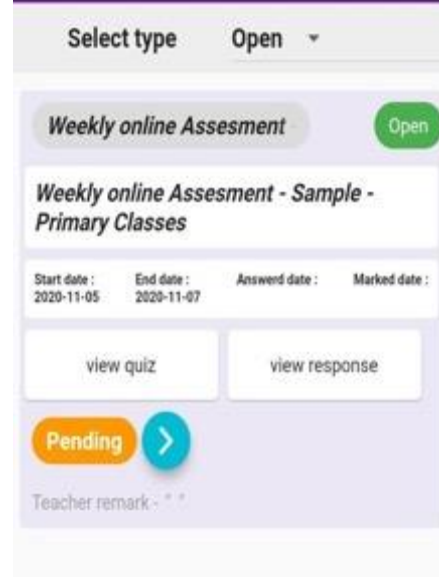 Select type Open
Weekly online Assesment
Open
Weekly online Assesment - Sample -
Primary Classes
Start date : End date : Answerd date : Marked date :
2020-11-05 2020-11-07
view quiz view response
Pending
Teacher remark - " "